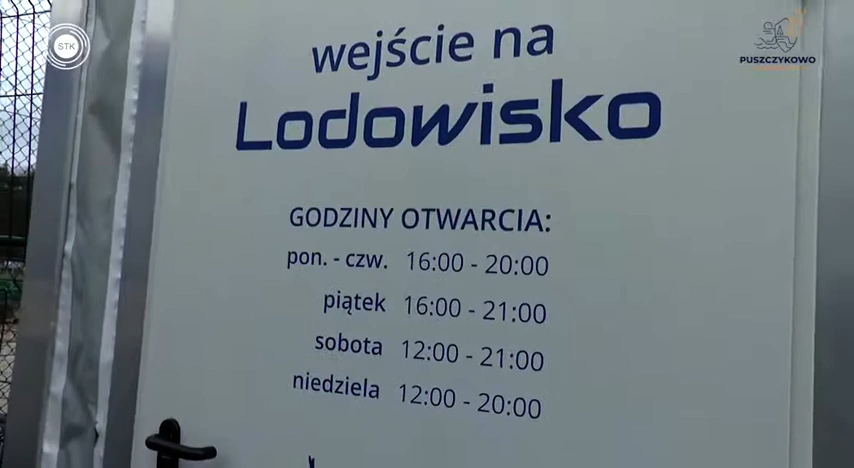 STK
PUSZCZYKOWO
wejście na
Lodowisko
GODZINY OTWARCIA:
pon. - czw. 16:00 - 20:00
piątek 16:00 - 21:00
sobota 12:00 - 21:00
niedziela 12:00 - 20:00